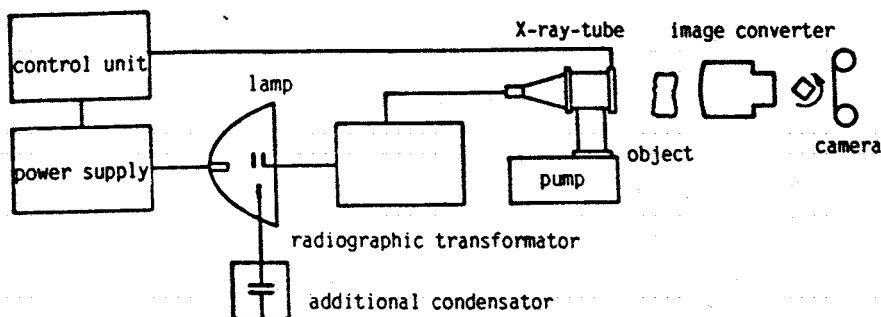 X-ray-tube
image converter
control unit
lamp
power supply
object
camera
pump
radiographic transformator
additional condensator